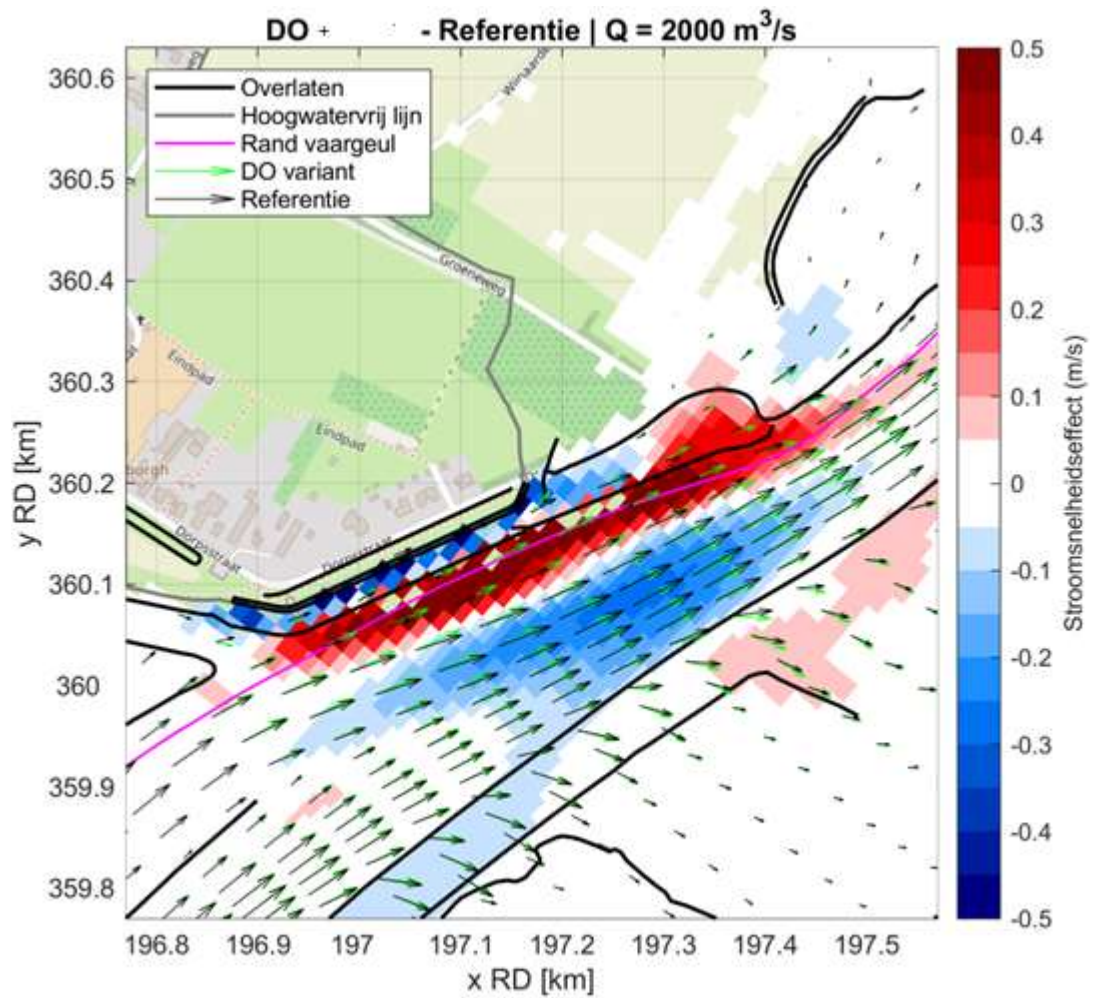 DO + - Referentie | Q = 2000 m³/s
Overlaten
Hoogwatervrij lijn
Rand vaargeul
DO variant
Referentie
Wijnaarde
Groeneweg
Eindpad
Eindpad
borgh
Dorpsstraat
Dorpsstraat
360.6
360.5
360.4
360.3
360.2
360.1
360
359.9
359.8
y RD [km]
196.8 196.9 197 197.1 197.2 197.3 197.4 197.5
x RD [km]
0.5
0.4
0.3
0.2
0.1
0
-0.1
-0.2
-0.3
-0.4
-0.5
Stroomsnelheidseffect (m/s)